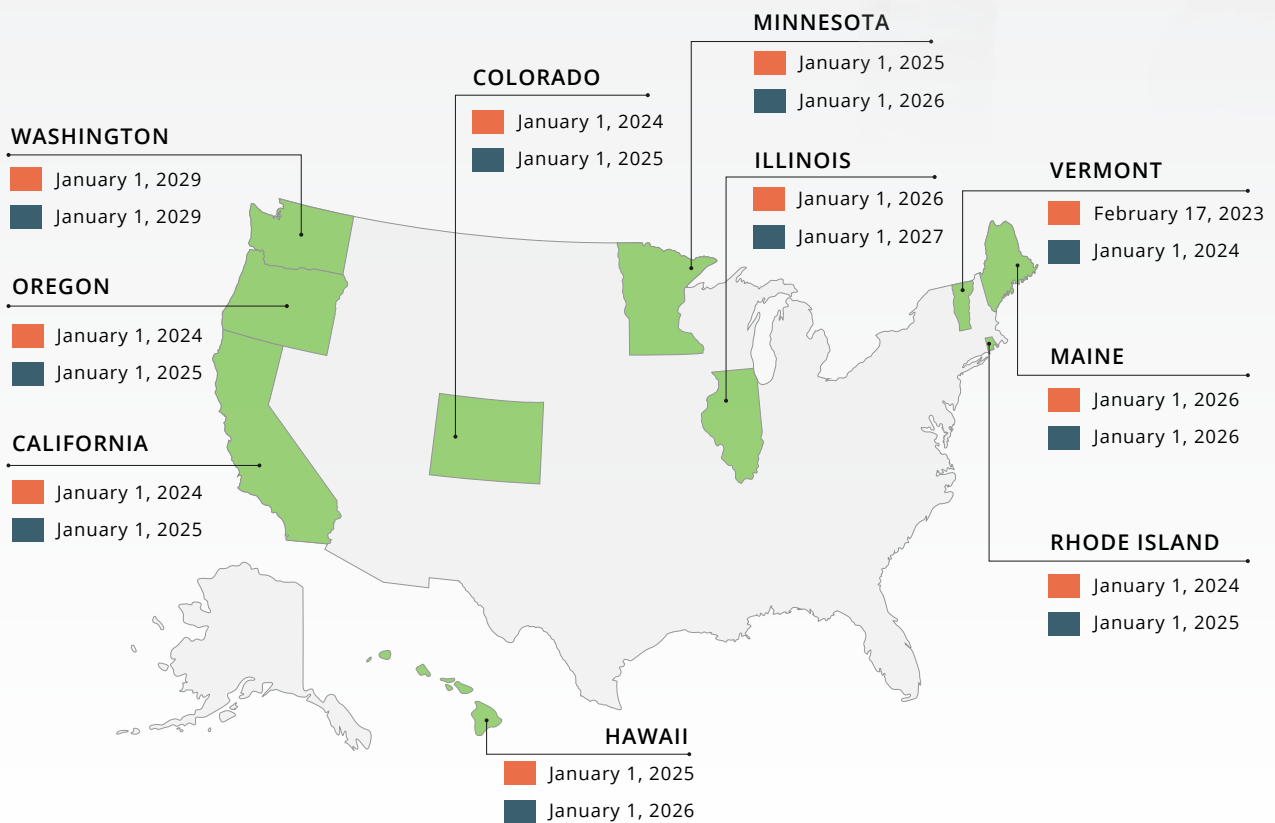 MINNESOTA
January 1, 2025
January 1, 2026
COLORADO
January 1, 2024
January 1, 2025
WASHINGTON
January 1, 2029
January 1, 2029
ILLINOIS
January 1, 2026
January 1, 2027
VERMONT
February 17, 2023
January 1, 2024
OREGON
January 1, 2024
January 1, 2025
MAINE
January 1, 2026
January 1, 2026
CALIFORNIA
January 1, 2024
January 1, 2025
RHODE ISLAND
January 1, 2024
January 1, 2025
HAWAII
January 1, 2025
January 1, 2026